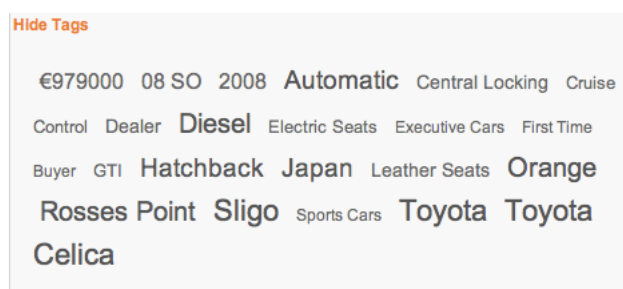 Hide Tags
€979000 08 SO 2008 Automatic Central Locking Cruise
Control Dealer Diesel Electric Seats Executive Cars First Time
Buyer GTI Hatchback Japan Leather Seats Orange
Rosses Point Sligo Sports Cars Toyota Toyota
Celica